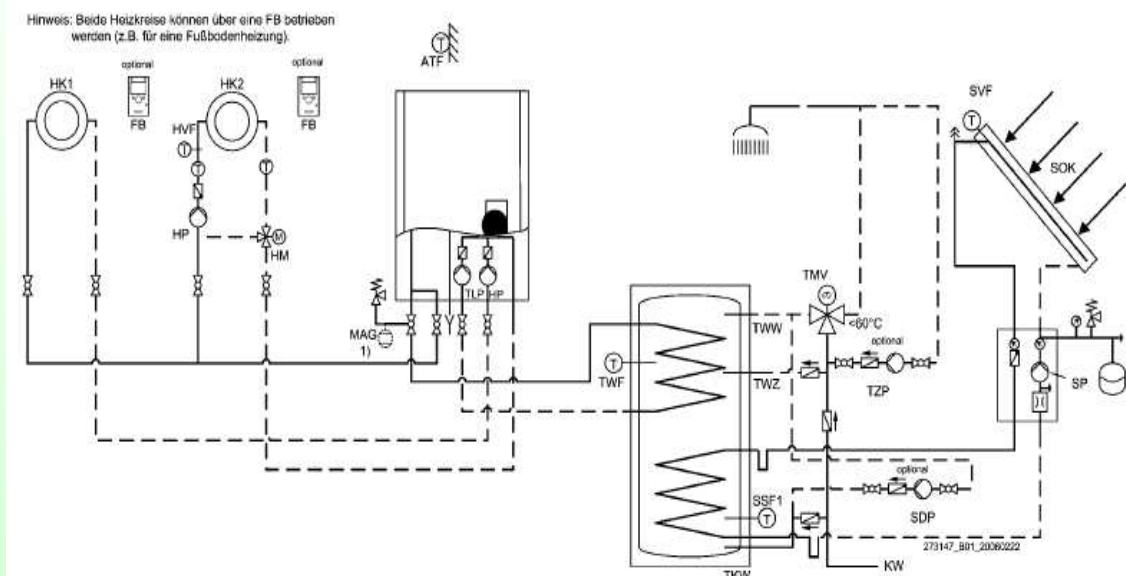 Hinweis: Beide Heizkreise können über eine FB betrieben
werden (z.B. für eine Fußbodenheizung).
optional
optional
ATF
T
HK1
HK2
FB
FB
SVF
T
HVF
T
T
T
SOK
HP
M
HM
TMV
TLP
HP
<60°C
MAG
1)
TWW
optional
T
TWF
TWZ
TZP
SP
optional
SSF1
T
SDP
273147_B01_20060222
KW
TKW